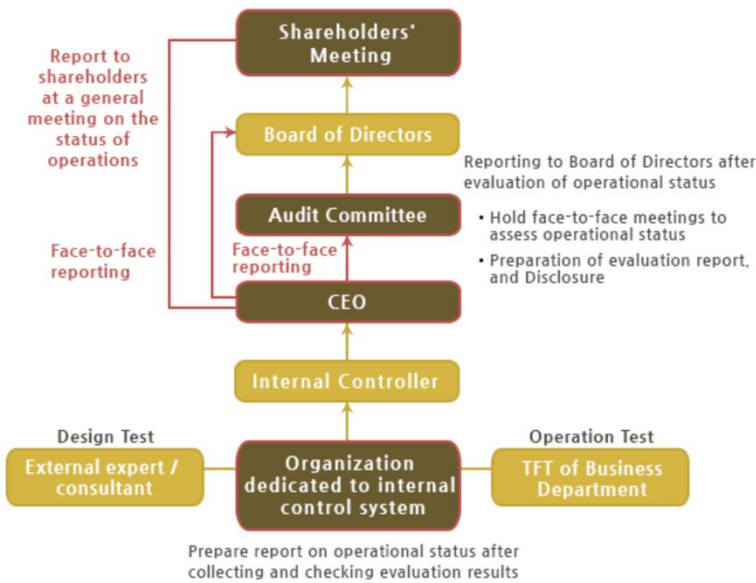 Shareholders'
Meeting
Report to
shareholders
at a general
meeting on the
status of
operations
Board of Directors
Reporting to Board of Directors after
evaluation of operational status
Audit Committee
• Hold face-to-face meetings to
assess operational status
Face-to-face
reporting
Face-to-face
reporting
• Preparation of evaluation report,
and Disclosure
CEO
Internal Controller
Design Test
External expert /
consultant
Organization
dedicated to internal
control system
Operation Test
TFT of Business
Department
Prepare report on operational status after
collecting and checking evaluation results